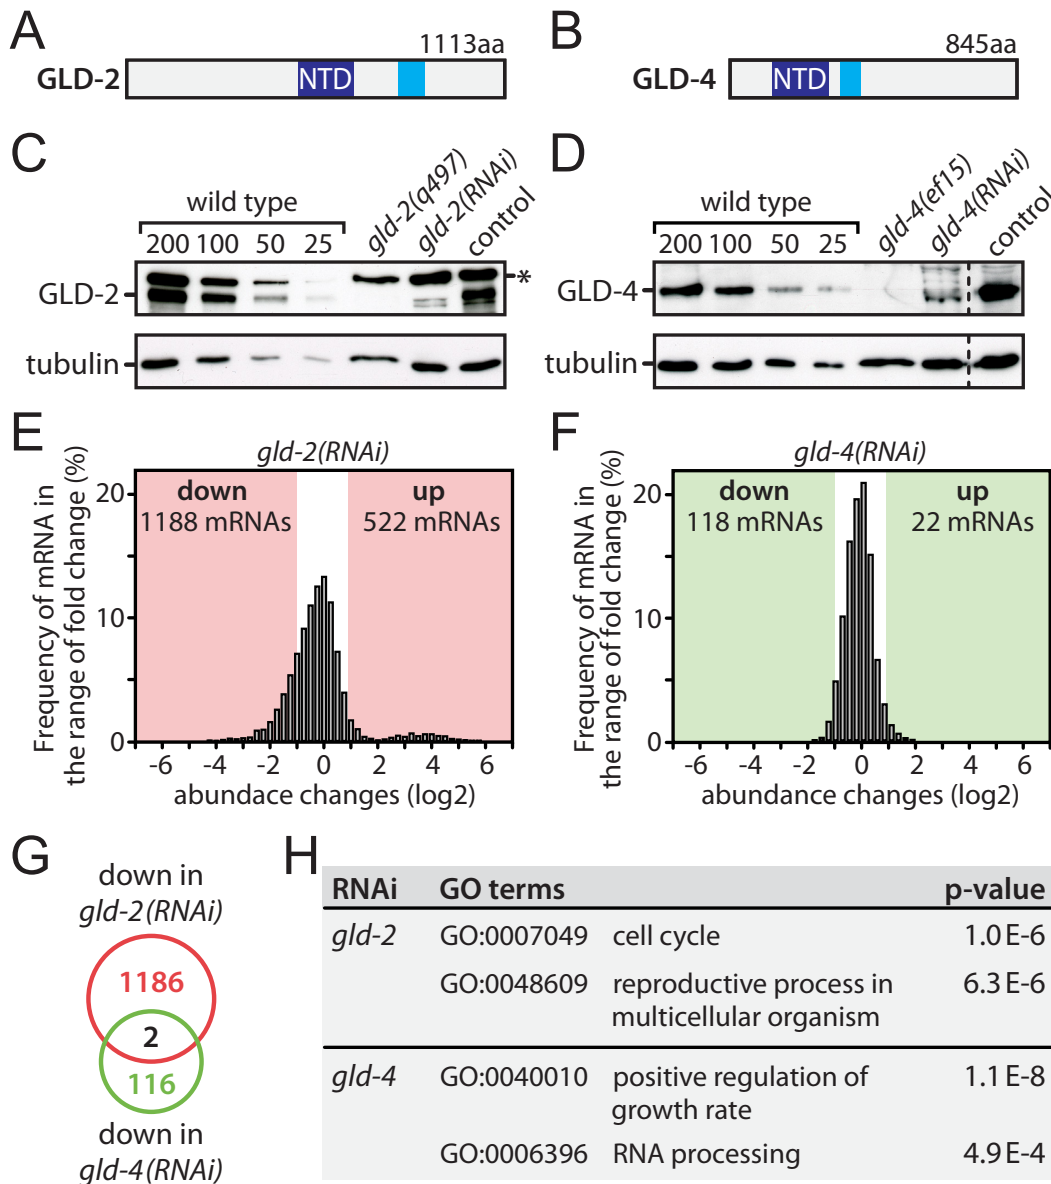 A
1113aa
GLD-2
NTD
B
845aa
GLD-4
NTD
C
wild type
200 100 50 25
gld-2(q497)
gld-2(RNAi)
control
GLD-2
*
tubulin
D
wild type
200 100 50 25
gld-4(ef15)
gld-4(RNAi)
control
GLD-4
tubulin
E
gld-2(RNAi)
Frequency of mRNA in
the range of fold change (%)
down
1188 mRNAs
up
522 mRNAs
20
10
0
-6 -4 -2 0 2 4 6
abundace changes (log2)
F
gld-4(RNAi)
Frequency of mRNA in
the range of fold change (%)
down
118 mRNAs
up
22 mRNAs
20
10
0
-6 -4 -2 0 2 4 6
abundance changes (log2)
G
down in
gld-2(RNAi)
1186
2
116
down in
gld-4(RNAi)
H
RNAi GO terms p-value
gld-2 GO:0007049 cell cycle 1.0 E-6
GO:0048609 reproductive process in 6.3 E-6
multicellular organism
gld-4 GO:0040010 positive regulation of 1.1 E-8
growth rate
GO:0006396 RNA processing 4.9 E-4